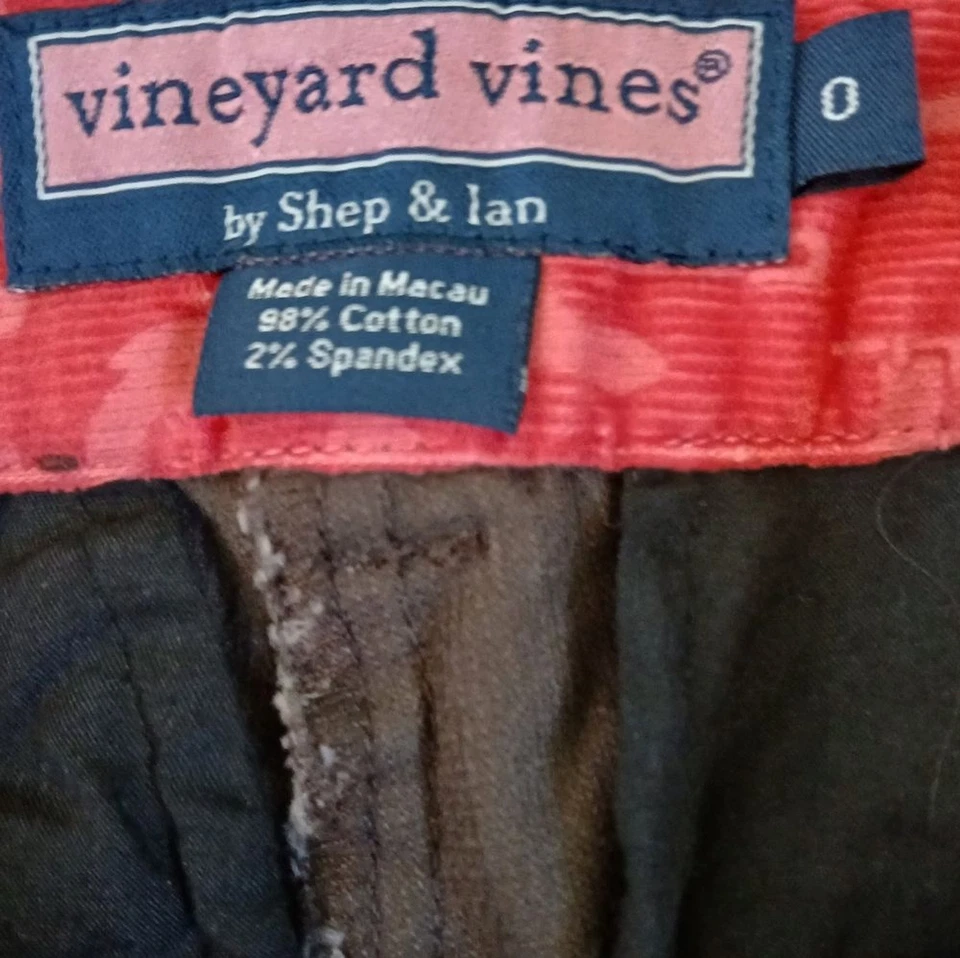 vineyard vines®
0
by Shep & Ian
Made in Macau
98% Cotton
2% Spandex